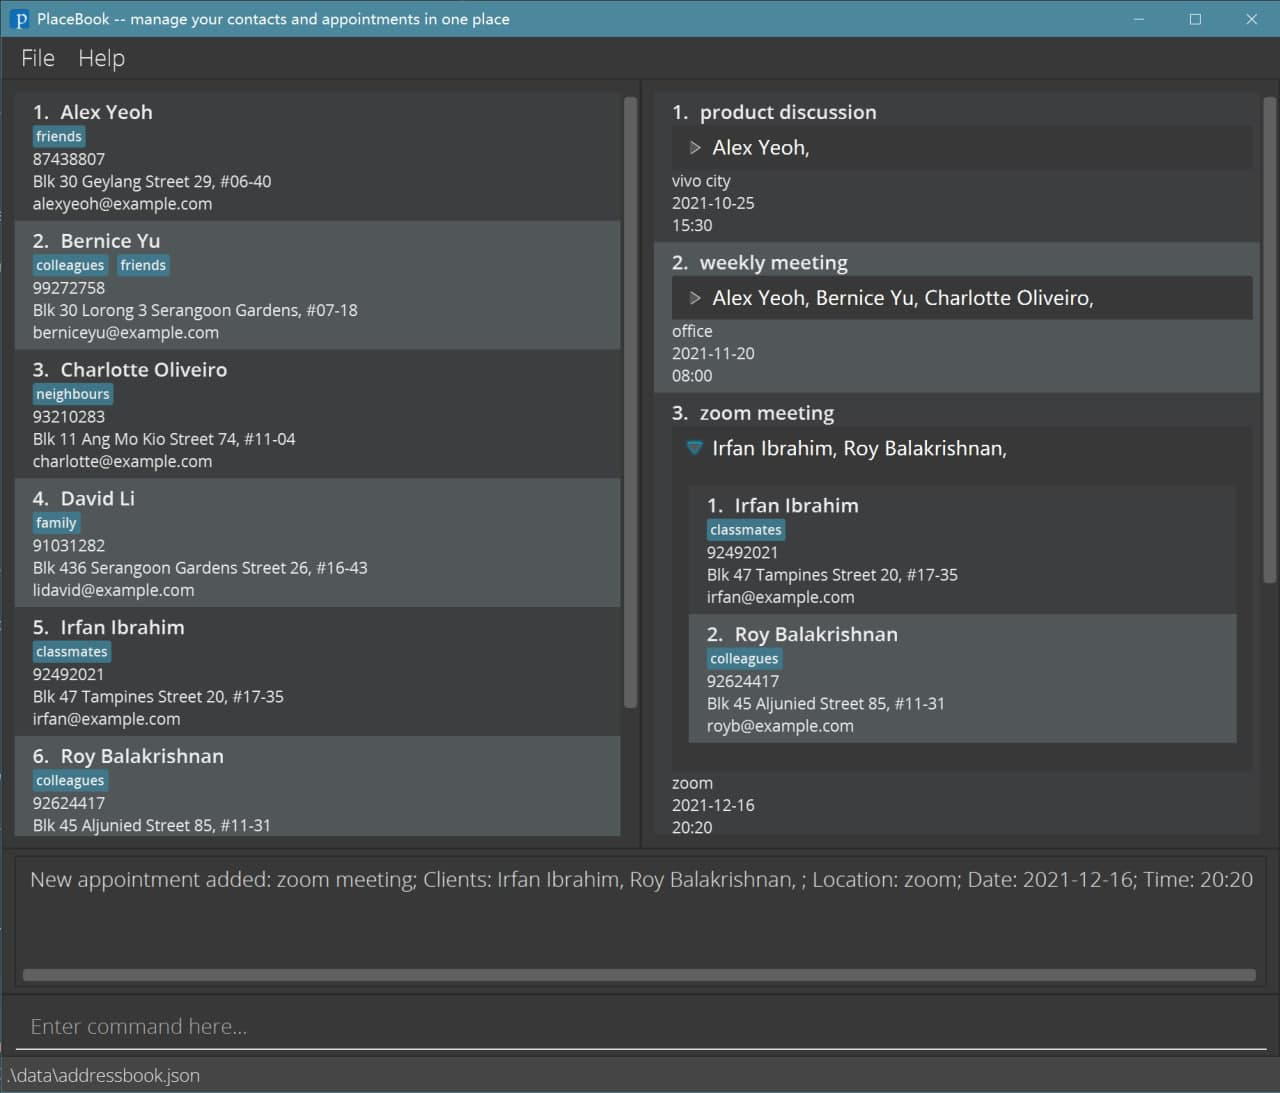 p PlaceBook -- manage your contacts and appointments in one place
File Help
1. Alex Yeoh
friends
87438807
Blk 30 Geylang Street 29, #06-40
alexyeoh@example.com
2. Bernice Yu
colleagues friends
99272758
Blk 30 Lorong 3 Serangoon Gardens, #07-18
berniceyu@example.com
3. Charlotte Oliveiro
neighbours
93210283
Blk 11 Ang Mo Kio Street 74, #11-04
charlotte@example.com
4. David Li
family
91031282
Blk 436 Serangoon Gardens Street 26, #16-43
lidavid@example.com
5. Irfan Ibrahim
classmates
92492021
Blk 47 Tampines Street 20, #17-35
irfan@example.com
6. Roy Balakrishnan
colleagues
92624417
Blk 45 Aljunied Street 85, #11-31
1. product discussion
Alex Yeoh,
vivo city
2021-10-25
15:30
2. weekly meeting
Alex Yeoh, Bernice Yu, Charlotte Oliveiro,
office
2021-11-20
08:00
3. zoom meeting
Irfan Ibrahim, Roy Balakrishnan,
1. Irfan Ibrahim
classmates
92492021
Blk 47 Tampines Street 20, #17-35
irfan@example.com
2. Roy Balakrishnan
colleagues
92624417
Blk 45 Aljunied Street 85, #11-31
royb@example.com
zoom
2021-12-16
20:20
New appointment added: zoom meeting; Clients: Irfan Ibrahim, Roy Balakrishnan, ; Location: zoom; Date: 2021-12-16; Time: 20:20
Enter command here...
.\data\addressbook.json